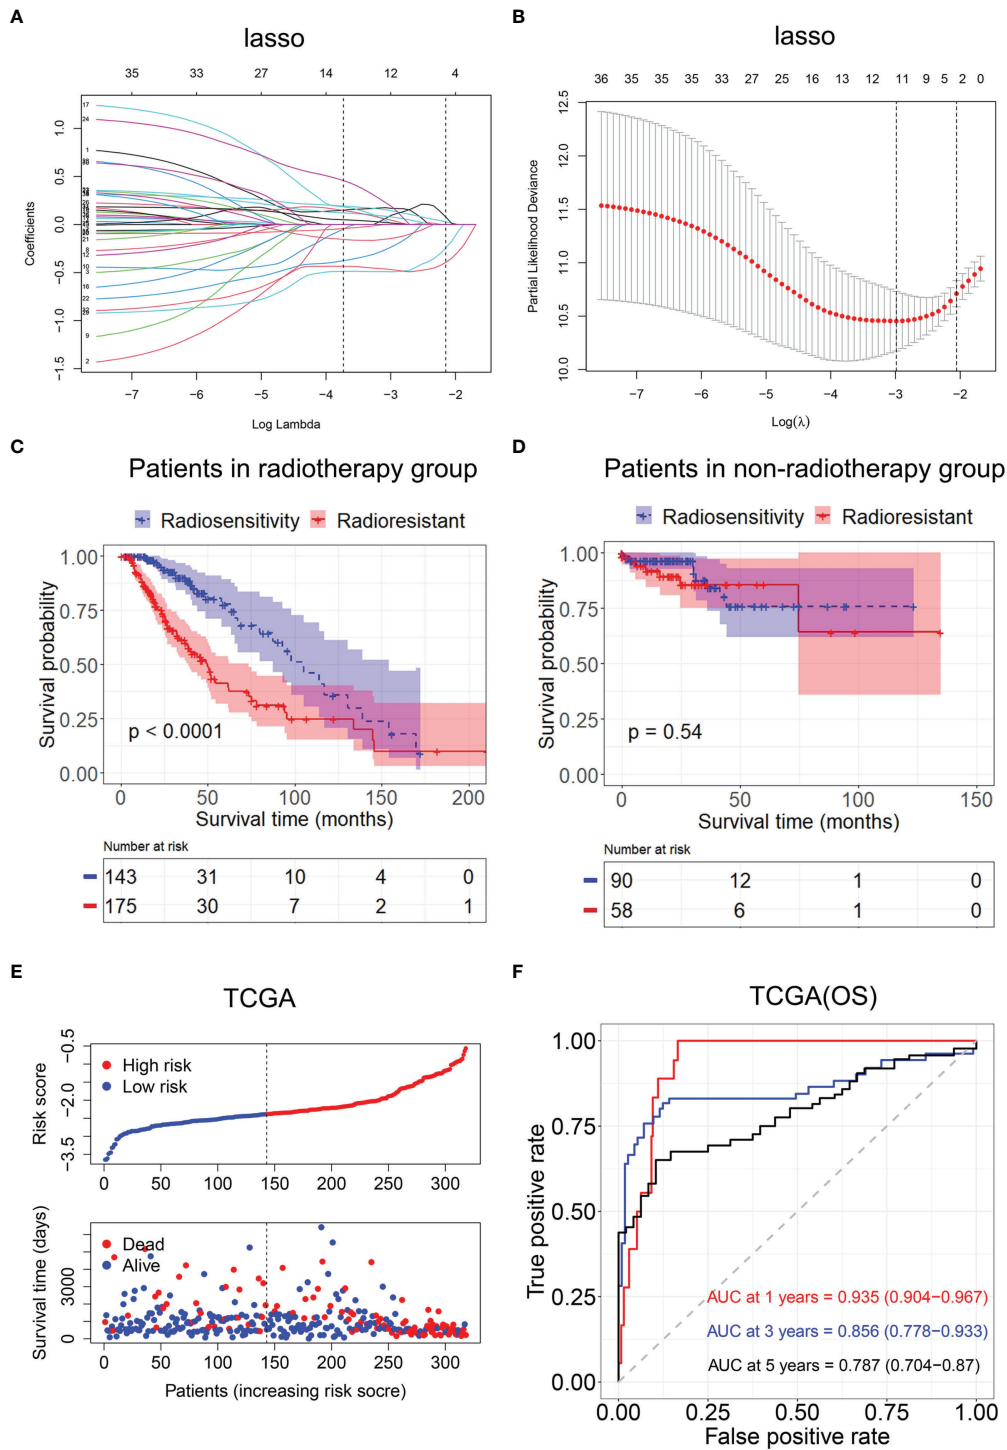 A
lasso
35 33 27 14 12 4
Coefficients
1.0
0.5
0.0
−0.5
−1.0
−1.5
17
24
1
21
8
12
10
3
16
22
9
2
−7 −6 −5 −4 −3 −2
Log Lambda
B
lasso
36 35 35 35 33 27 25 16 13 12 11 9 5 2 0
Partial Likelihood Deviance
12.5
12.0
11.5
11.0
10.5
10.0
−7 −6 −5 −4 −3 −2
Log(λ)
C
Patients in radiotherapy group
Radiosensitivity Radioresistant
Survival probability
1.00
0.75
0.50
0.25
0.00
p < 0.0001
0 50 100 150 200
Survival time (months)
Number at risk
143 31 10 4 0
175 30 7 2 1
D
Patients in non-radiotherapy group
Radiosensitivity Radioresistant
Survival probability
1.00
0.75
0.50
0.25
0.00
p = 0.54
0 50 100 150
Survival time (months)
Number at risk
90 12 1 0
58 6 1 0
E
TCGA
Risk score
−0.5
−2.0
−3.5
High risk
Low risk
0 50 100 150 200 250 300
Survival time (days)
3000
0
Dead
Alive
0 50 100 150 200 250 300
Patients (increasing risk socre)
F
TCGA(OS)
True positive rate
1.00
0.75
0.50
0.25
0.00
AUC at 1 years = 0.935 (0.904−0.967)
AUC at 3 years = 0.856 (0.778−0.933)
AUC at 5 years = 0.787 (0.704−0.87)
0.00 0.25 0.50 0.75 1.00
False positive rate